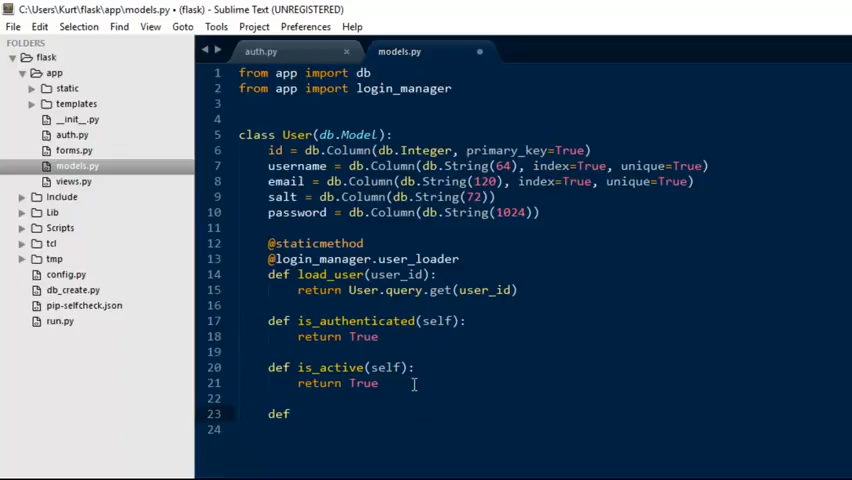 C:\Users\Kurt\flask\app\models.py • (flask) - Sublime Text (UNREGISTERED)
File Edit Selection Find View Goto Tools Project Preferences Help
FOLDERS
flask
app
static
templates
__init__.py
auth.py
forms.py
models.py
views.py
Include
Lib
Scripts
tcl
tmp
config.py
db_create.py
pip-selfcheck.json
run.py
auth.py × models.py
1 from app import db
2 from app import login_manager
3
4
5 class User(db.Model):
6 id = db.Column(db.Integer, primary_key=True)
7 username = db.Column(db.String(64), index=True, unique=True)
8 email = db.Column(db.String(120), index=True, unique=True)
9 salt = db.Column(db.String(72))
10 password = db.Column(db.String(1024))
11
12 @staticmethod
13 @login_manager.user_loader
14 def load_user(user_id):
15 return User.query.get(user_id)
16
17 def is_authenticated(self):
18 return True
19
20 def is_active(self):
21 return True
22
23 def
24